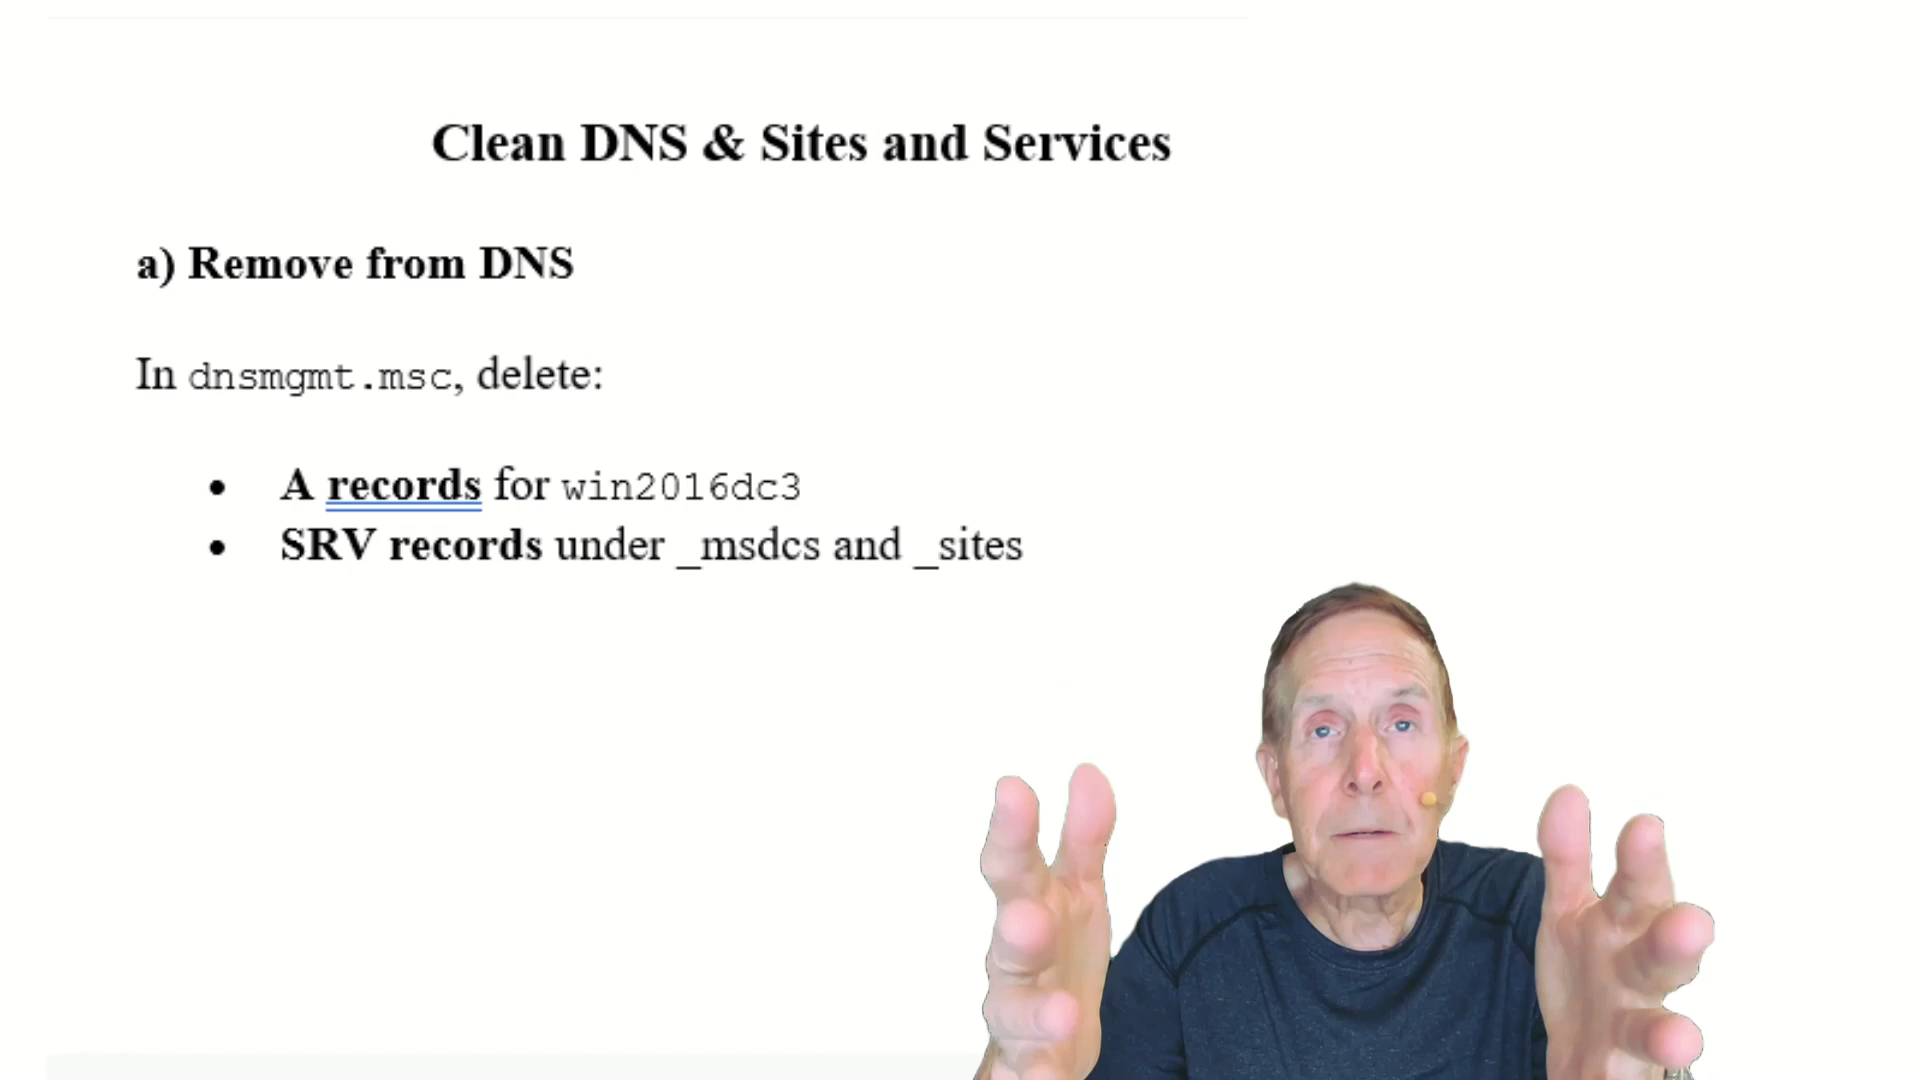 Clean DNS & Sites and Services
a) Remove from DNS
In dnsmgmt.msc, delete:
• A records for win2016dc3
• SRV records under _msdcs and _sites